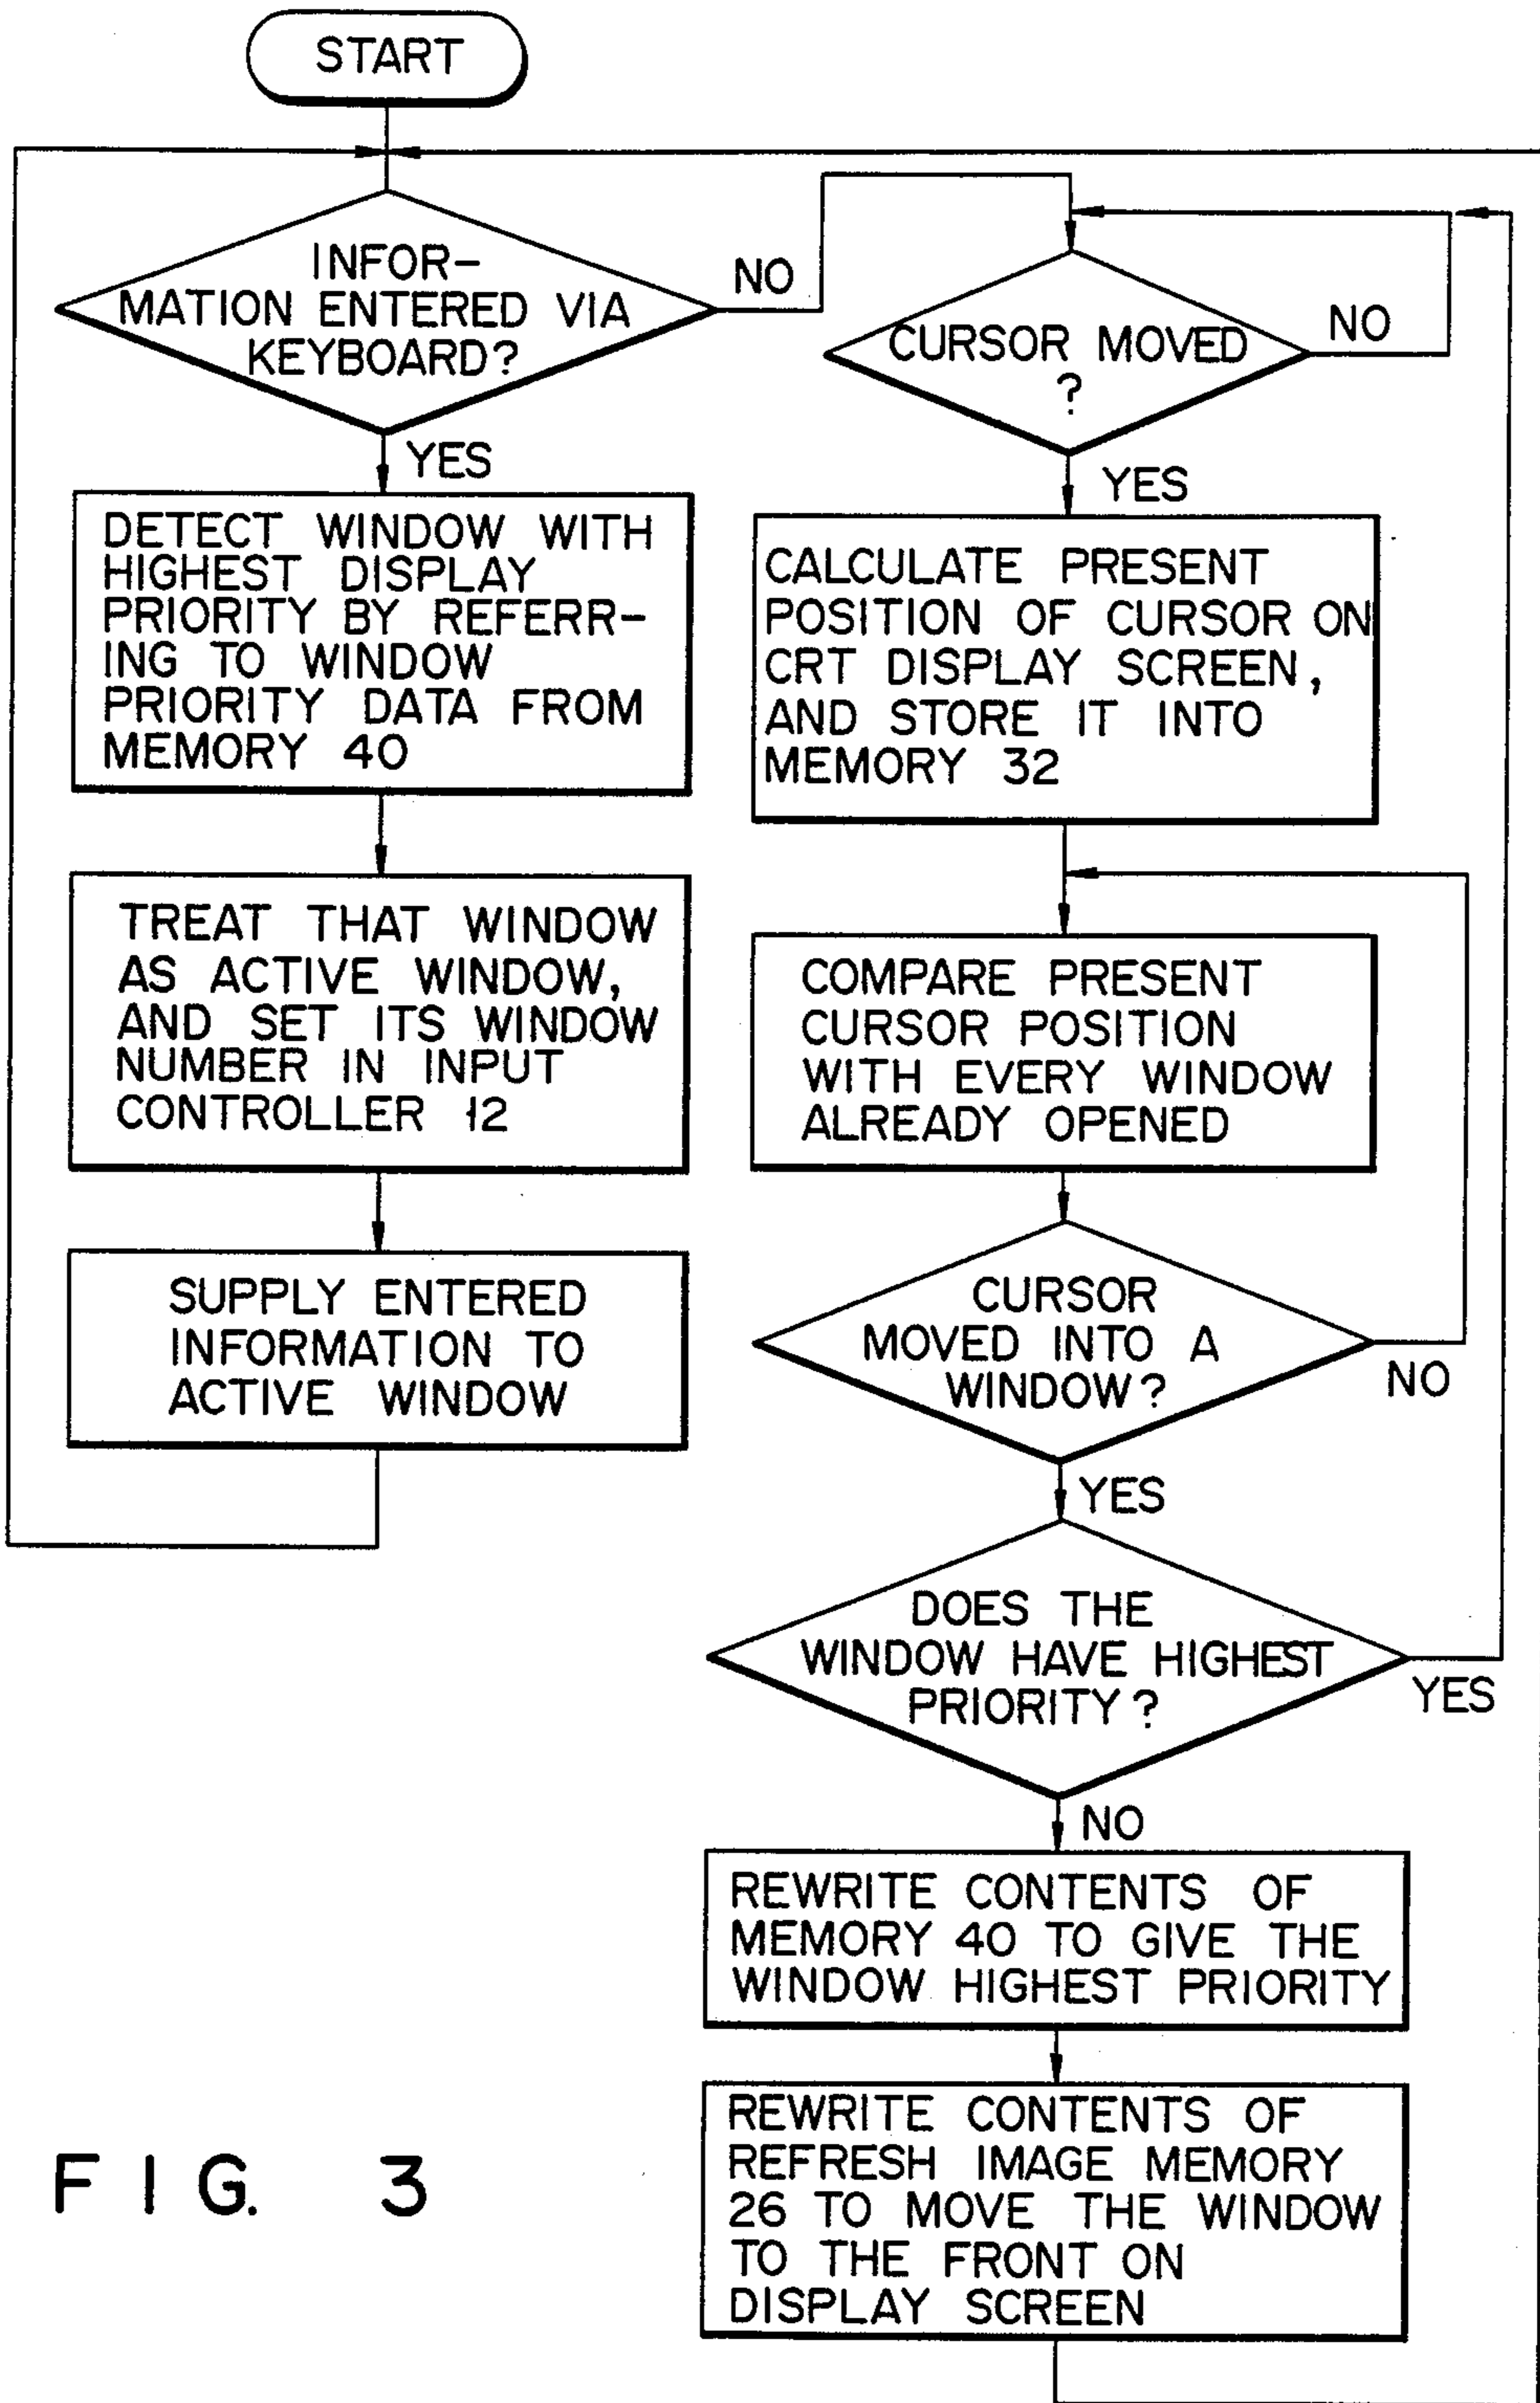 START
INFOR-
MATION ENTERED VIA
KEYBOARD?
NO
YES
DETECT WINDOW WITH
HIGHEST DISPLAY
PRIORITY BY REFERR-
ING TO WINDOW
PRIORITY DATA FROM
MEMORY 40
TREAT THAT WINDOW
AS ACTIVE WINDOW,
AND SET ITS WINDOW
NUMBER IN INPUT
CONTROLLER 12
SUPPLY ENTERED
INFORMATION TO
ACTIVE WINDOW
CURSOR MOVED
?
NO
YES
CALCULATE PRESENT
POSITION OF CURSOR ON
CRT DISPLAY SCREEN,
AND STORE IT INTO
MEMORY 32
COMPARE PRESENT
CURSOR POSITION
WITH EVERY WINDOW
ALREADY OPENED
CURSOR
MOVED INTO A
WINDOW?
NO
YES
DOES THE
WINDOW HAVE HIGHEST
PRIORITY?
YES
NO
REWRITE CONTENTS OF
MEMORY 40 TO GIVE THE
WINDOW HIGHEST PRIORITY
REWRITE CONTENTS OF
REFRESH IMAGE MEMORY
26 TO MOVE THE WINDOW
TO THE FRONT ON
DISPLAY SCREEN
FIG. 3